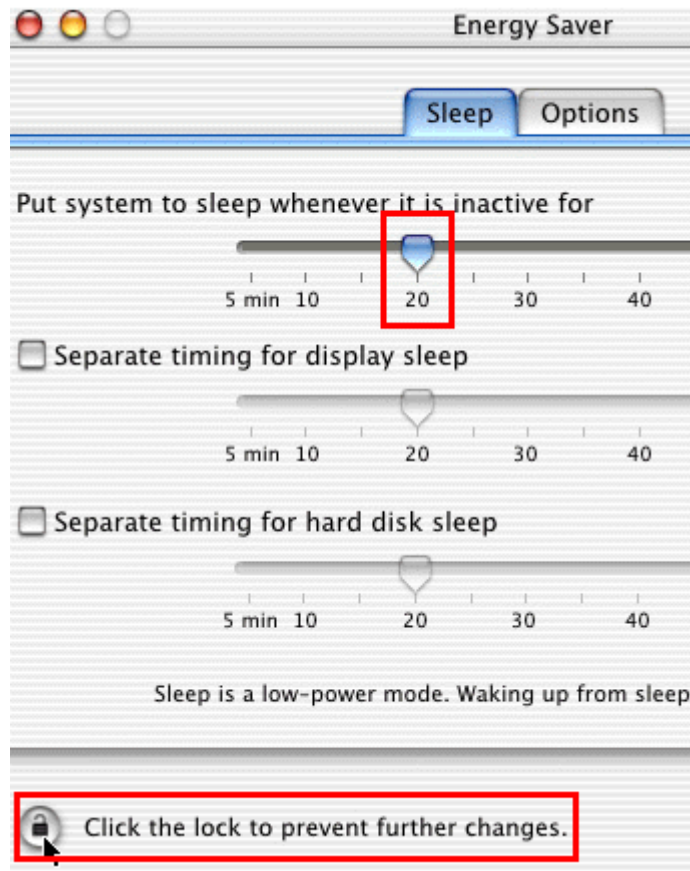 Energy Saver
Sleep Options
Put system to sleep whenever it is inactive for
5 min 10 20 30 40
Separate timing for display sleep
5 min 10 20 30 40
Separate timing for hard disk sleep
5 min 10 20 30 40
Sleep is a low-power mode. Waking up from sleep
Click the lock to prevent further changes.